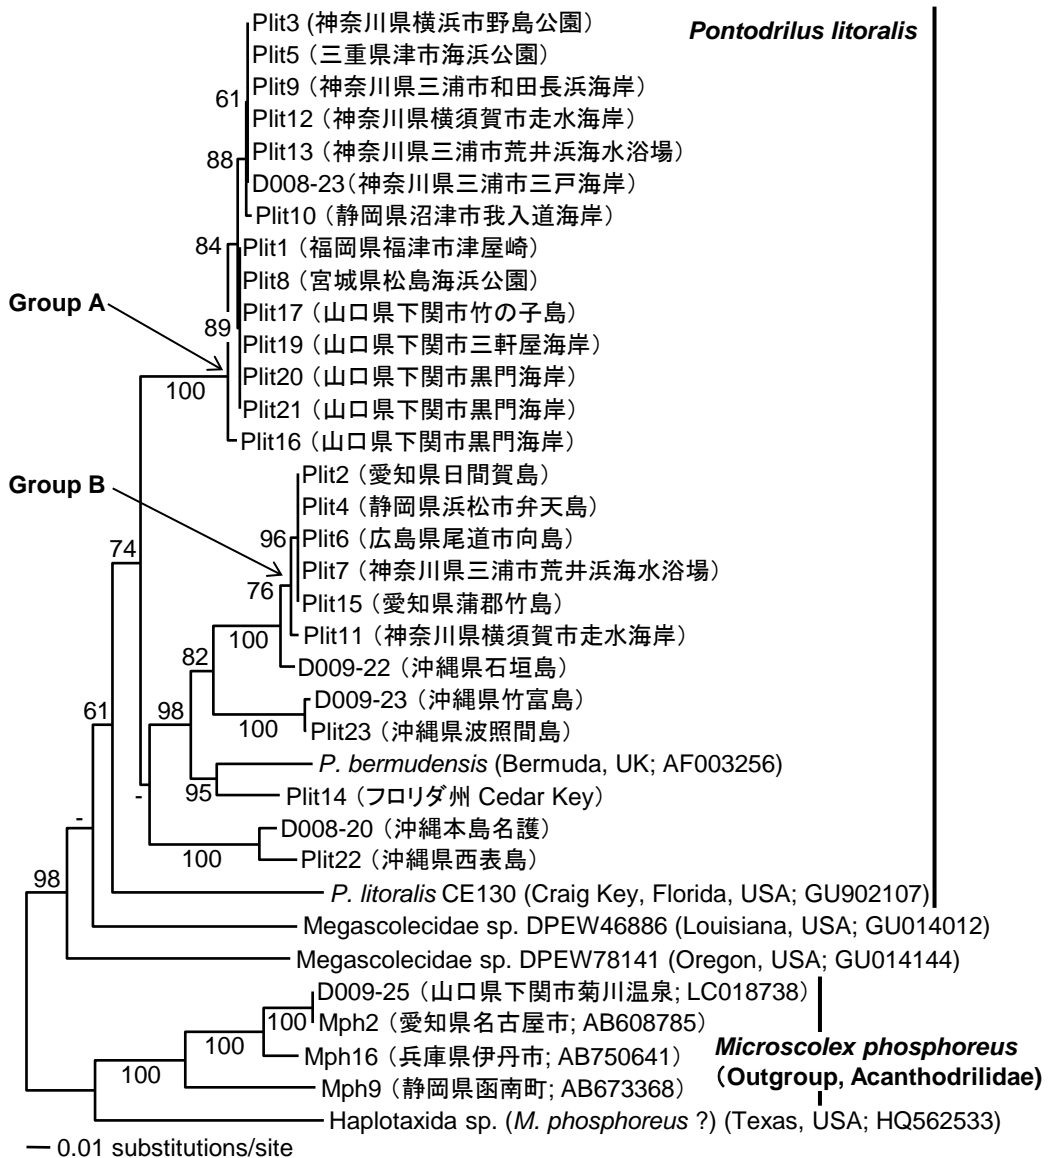 Plit3 (神奈川県横浜市野島公園)
Pontodrilus litoralis
Plit5（三重県津市海浜公園）
Plit9（神奈川県三浦市和田長浜海岸）
61
Plit12（神奈川県横須賀市走水海岸）
Plit13（神奈川県三浦市荒井浜海水浴場）
88
D008-23（神奈川県三浦市三戸海岸）
Plit10（静岡県沼津市我入道海岸）
84
Plit1（福岡県福津市津屋崎）
Plit8（宮城県松島海浜公園）
Group A
Plit17（山口県下関市竹の子島）
89
Plit19（山口県下関市三軒屋海岸）
Plit20（山口県下関市黒門海岸）
100
Plit21（山口県下関市黒門海岸）
Plit16（山口県下関市黒門海岸）
Plit2（愛知県日間賀島）
Group B
Plit4（静岡県浜松市弁天島）
96
Plit6（広島県尾道市向島）
74
Plit7（神奈川県三浦市荒井浜海水浴場）
76
Plit15（愛知県蒲郡竹島）
100
Plit11（神奈川県横須賀市走水海岸）
82
D009-22（沖縄県石垣島）
D009-23（沖縄県竹富島）
61
98
100
Plit23（沖縄県波照間島）
P. bermudensis (Bermuda, UK; AF003256)
-
95
Plit14（フロリダ州 Cedar Key）
-
D008-20（沖縄本島名護）
100
Plit22（沖縄県西表島）
98
P. litoralis CE130 (Craig Key, Florida, USA; GU902107)
Megascolecidae sp. DPEW46886 (Louisiana, USA; GU014012)
Megascolecidae sp. DPEW78141 (Oregon, USA; GU014144)
D009-25（山口県下関市菊川温泉; LC018738）
100
Mph2（愛知県名古屋市; AB608785）
100
Mph16（兵庫県伊丹市; AB750641）
Microscolex phosphoreus
（Outgroup, Acanthodrilidae)
100
Mph9（静岡県函南町; AB673368）
Haplotaxida sp. (M. phosphoreus ?) (Texas, USA; HQ562533)
0.01 substitutions/site